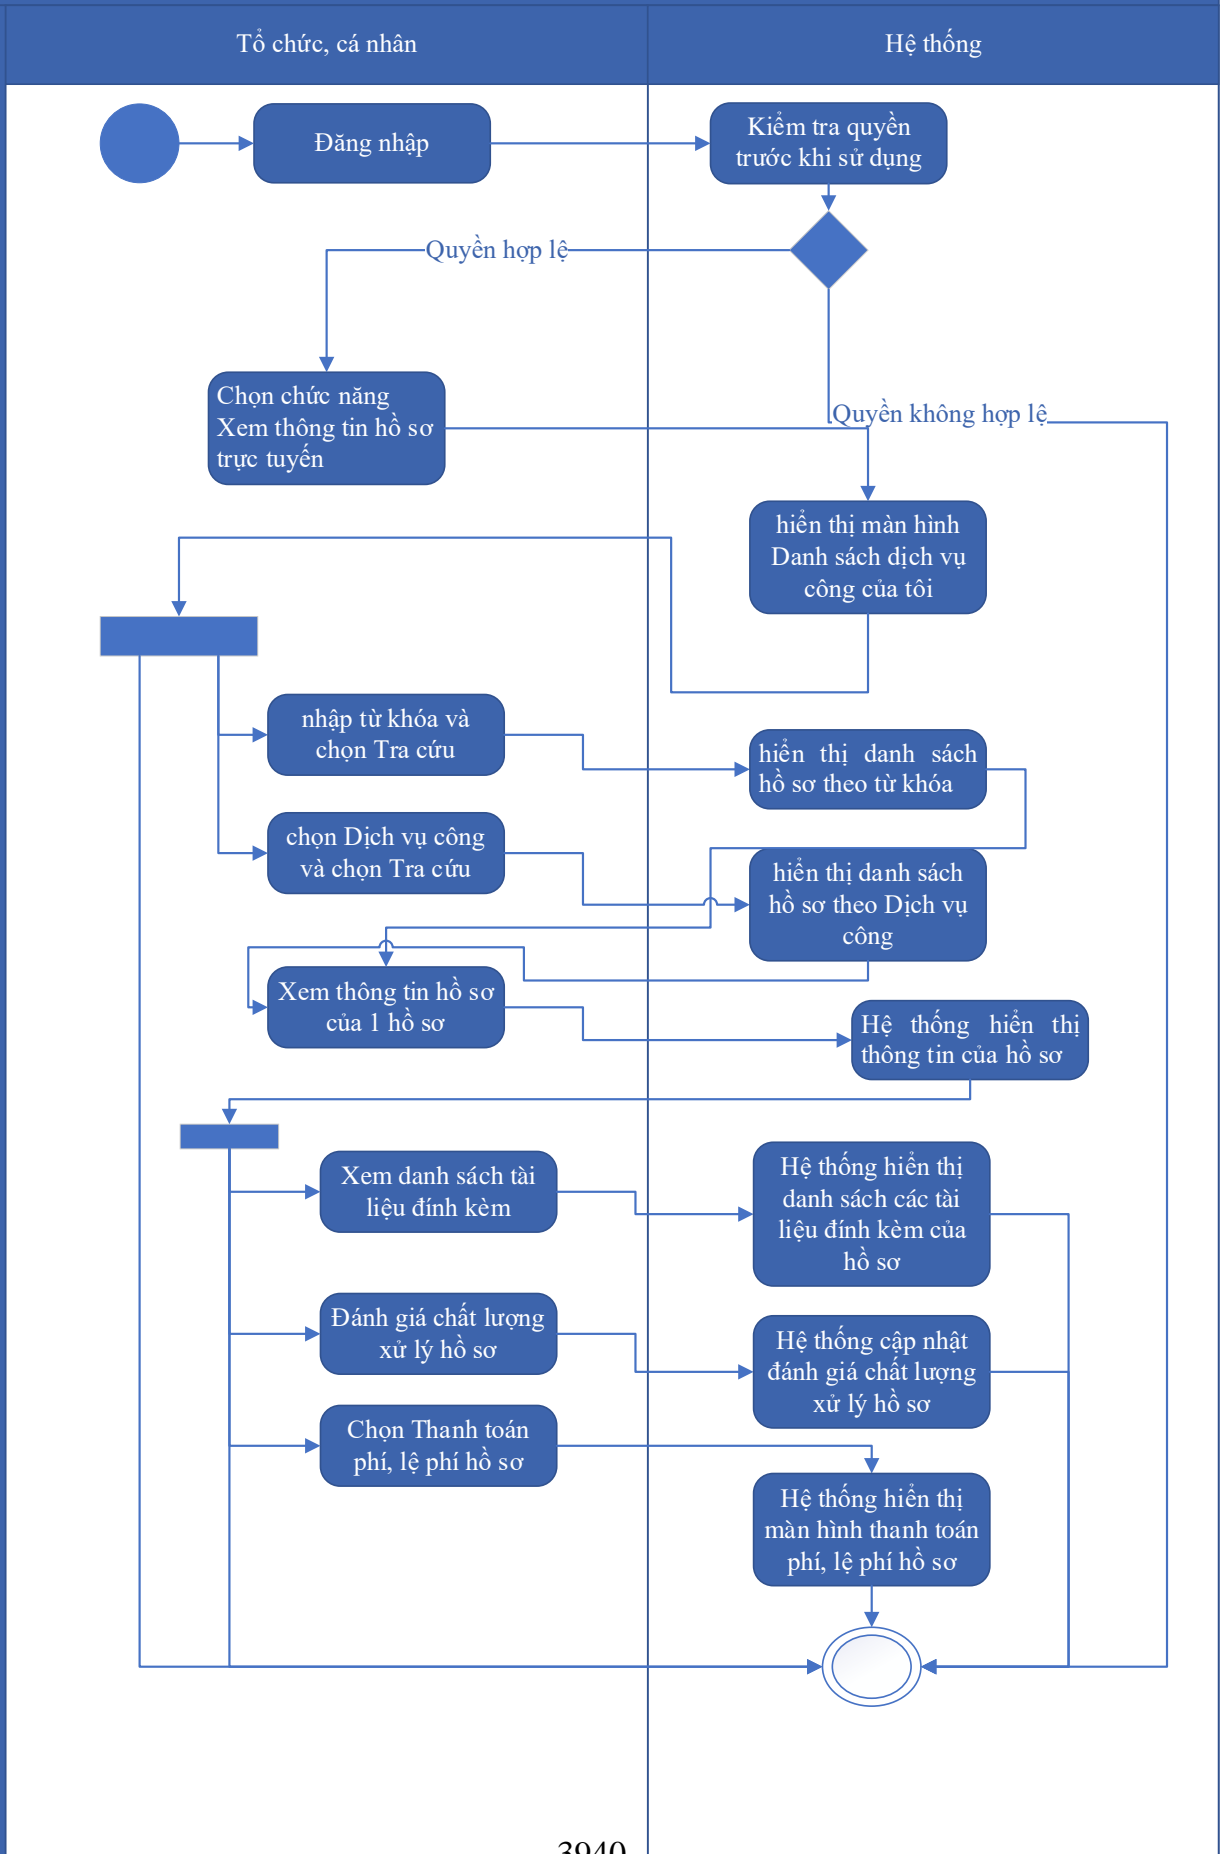 Tổ chức, cá nhân
Hệ thống
Đăng nhập
Kiểm tra quyền
trước khi sử dụng
Quyền hợp lệ
Chọn chức năng
Xem thông tin hồ sơ
trực tuyến
Quyền không hợp lệ
hiển thị màn hình
Danh sách dịch vụ
công của tôi
nhập từ khóa và
chọn Tra cứu
hiển thị danh sách
hồ sơ theo từ khóa
chọn Dịch vụ công
và chọn Tra cứu
hiển thị danh sách
hồ sơ theo Dịch vụ
công
Xem thông tin hồ sơ
của 1 hồ sơ
Hệ thống hiển thị
thông tin của hồ sơ
Xem danh sách tài
liệu đính kèm
Hệ thống hiển thị
danh sách các tài
liệu đính kèm của
hồ sơ
Đánh giá chất lượng
xử lý hồ sơ
Hệ thống cập nhật
đánh giá chất lượng
xử lý hồ sơ
Chọn Thanh toán
phí, lệ phí hồ sơ
Hệ thống hiển thị
màn hình thanh toán
phí, lệ phí hồ sơ
3940